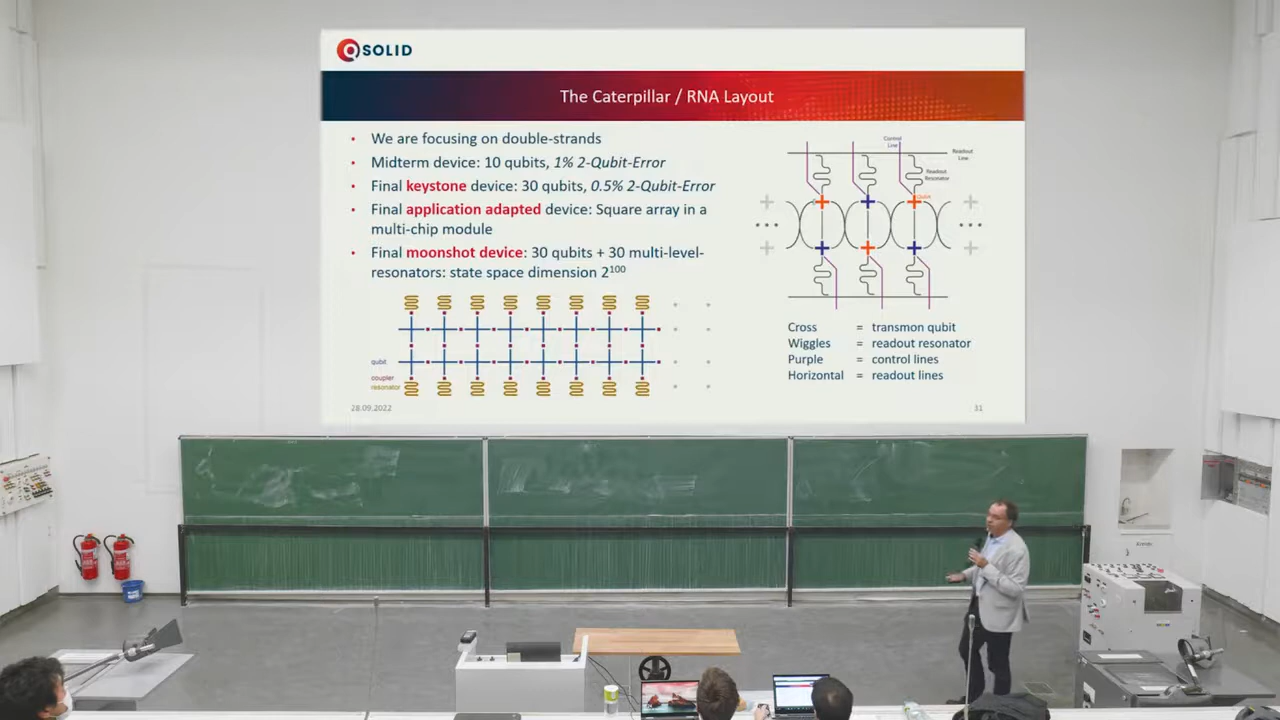 QSOLID
The Caterpillar / RNA Layout
• We are focusing on double-strands
• Midterm device: 10 qubits, 1% 2-Qubit-Error
• Final keystone device: 30 qubits, 0.5% 2-Qubit-Error
• Final application adapted device: Square array in a
multi-chip module
• Final moonshot device: 30 qubits + 30 multi-level-
resonators: state space dimension 2¹⁰⁰
qubit
coupler
resonator
Control
Line
Readout
Line
Readout
Resonator
Qubit
Cross = transmon qubit
Wiggles = readout resonator
Purple = control lines
Horizontal = readout lines
28.09.2022
31